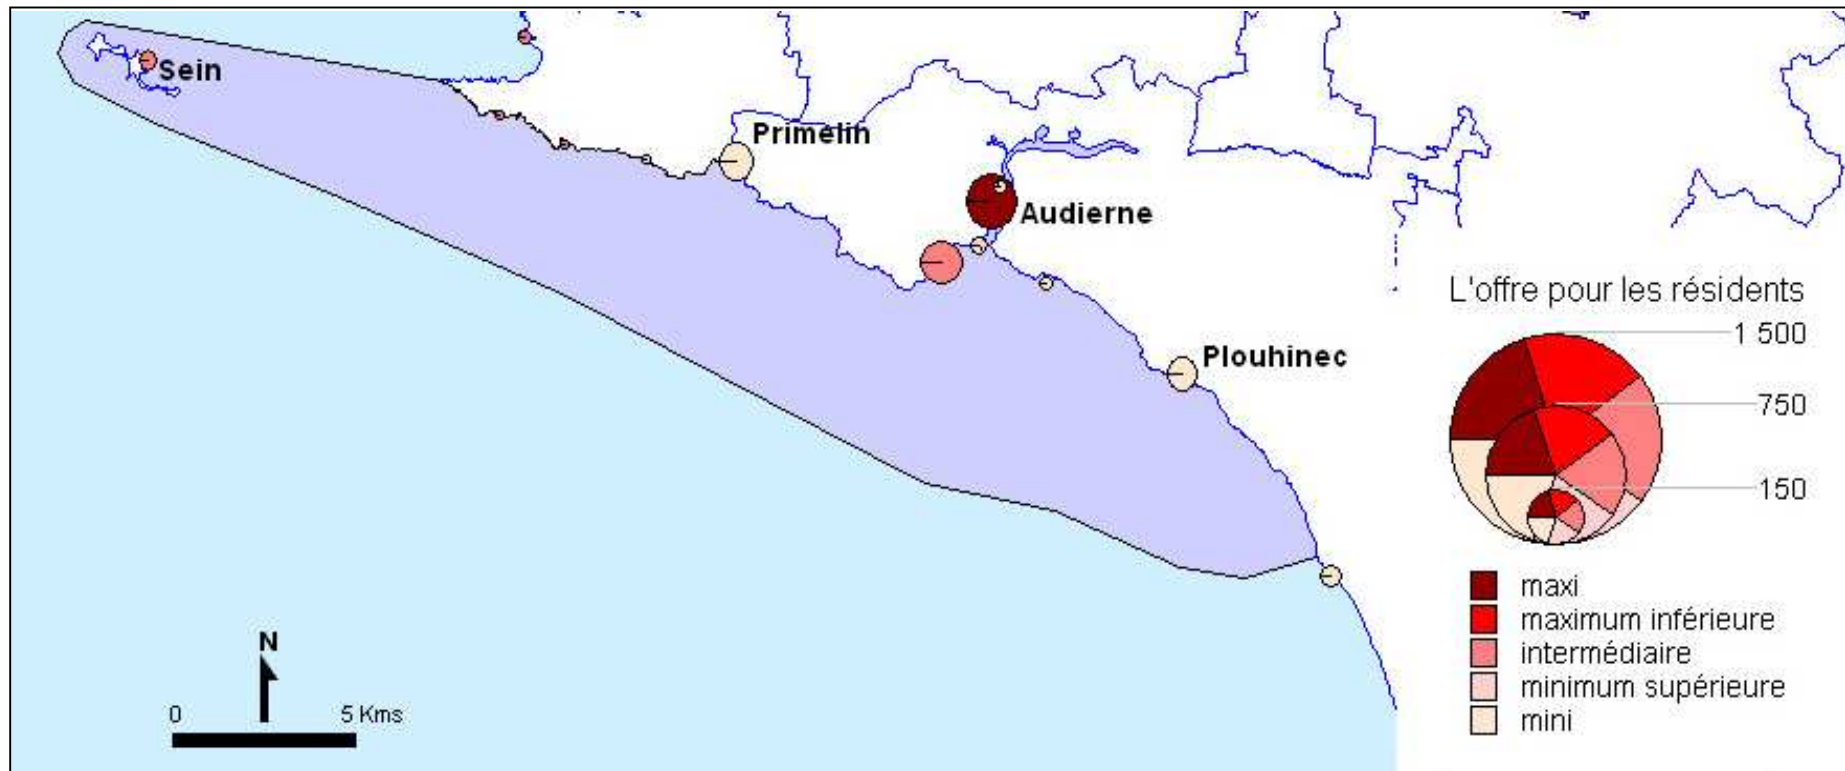 Sein
Primelin
Audierne
Plouhinec
L'offre pour les résidents
1 500
750
150
maxi
maximum inférieure
intermédiaire
minimum supérieure
mini
N
0 5 Kms